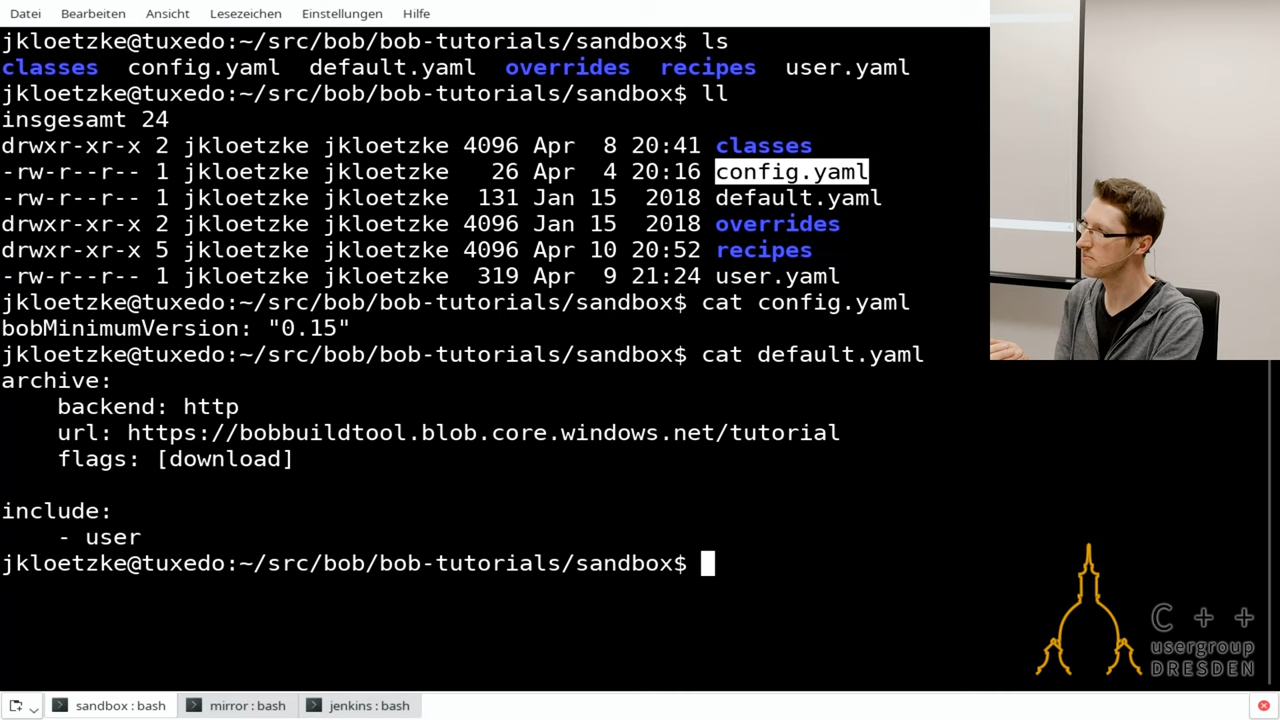 Datei Bearbeiten Ansicht Lesezeichen Einstellungen Hilfe
jkloetzke@tuxedo:~/src/bob/bob-tutorials/sandbox$ ls
classes config.yaml default.yaml overrides recipes user.yaml
jkloetzke@tuxedo:~/src/bob/bob-tutorials/sandbox$ ll
insgesamt 24
drwxr-xr-x 2 jkloetzke jkloetzke 4096 Apr 8 20:41 classes
-rw-r--r-- 1 jkloetzke jkloetzke 26 Apr 4 20:16 config.yaml
-rw-r--r-- 1 jkloetzke jkloetzke 131 Jan 15 2018 default.yaml
drwxr-xr-x 2 jkloetzke jkloetzke 4096 Jan 15 2018 overrides
drwxr-xr-x 5 jkloetzke jkloetzke 4096 Apr 10 20:52 recipes
-rw-r--r-- 1 jkloetzke jkloetzke 319 Apr 9 21:24 user.yaml
jkloetzke@tuxedo:~/src/bob/bob-tutorials/sandbox$ cat config.yaml
bobMinimumVersion: "0.15"
jkloetzke@tuxedo:~/src/bob/bob-tutorials/sandbox$ cat default.yaml
archive:
    backend: http
    url: https://bobbuildtool.blob.core.windows.net/tutorial
    flags: [download]

include:
    - user
jkloetzke@tuxedo:~/src/bob/bob-tutorials/sandbox$
C + +
usergroup
DRESDEN
sandbox : bash mirror : bash jenkins : bash